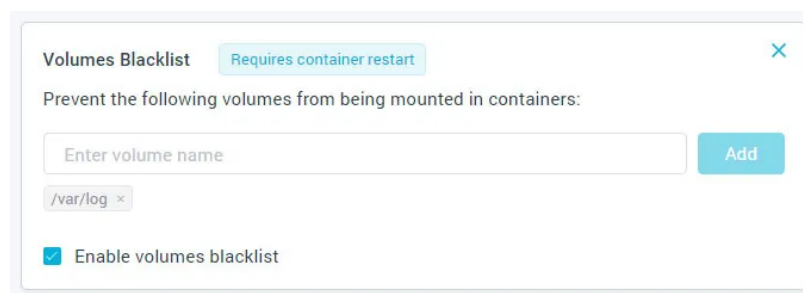 Volumes Blacklist Requires container restart
Prevent the following volumes from being mounted in containers:
Enter volume name Add
/var/log ×
Enable volumes blacklist